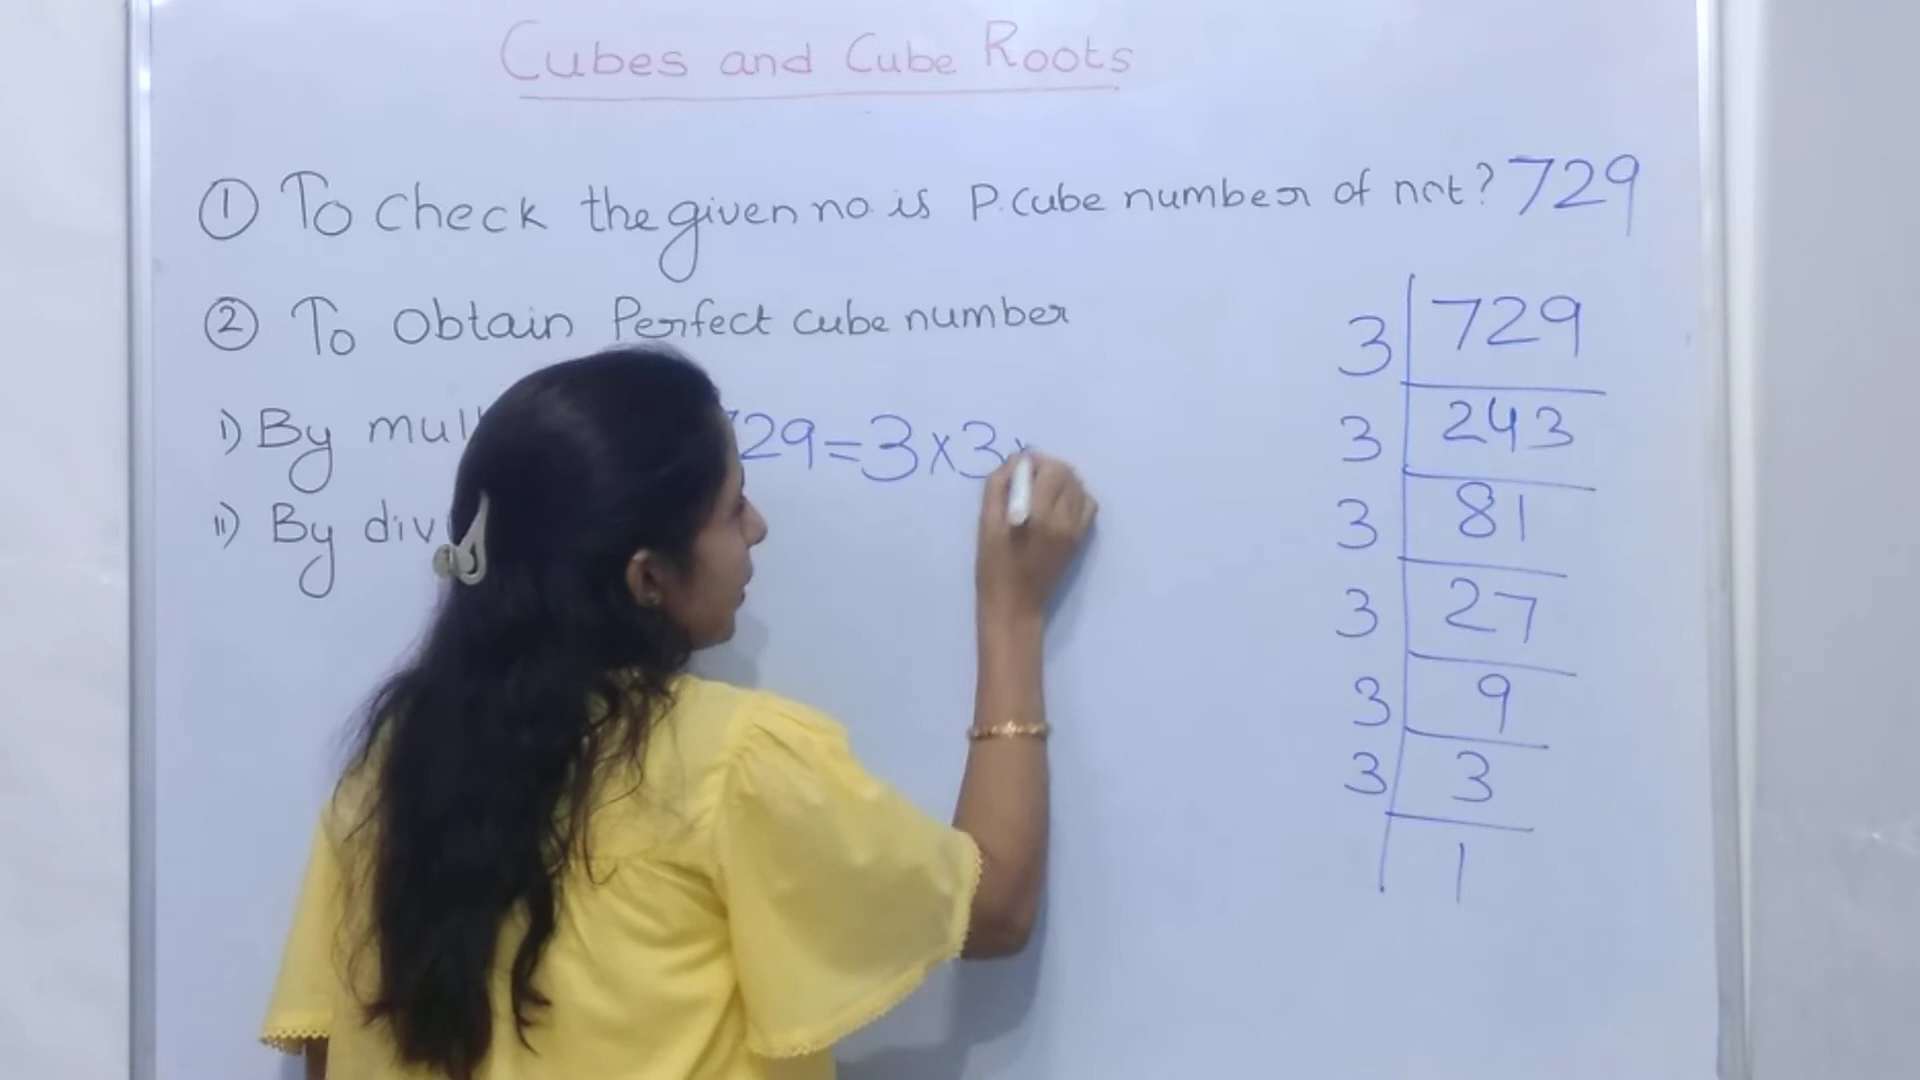 Cubes and Cube Roots
① To check the given no. is P. cube number of not? 729
② To obtain Perfect cube number
i) By mul
729=3×3×
ii) By div
3 729
3 243
3 81
3 27
3 9
3 3
1